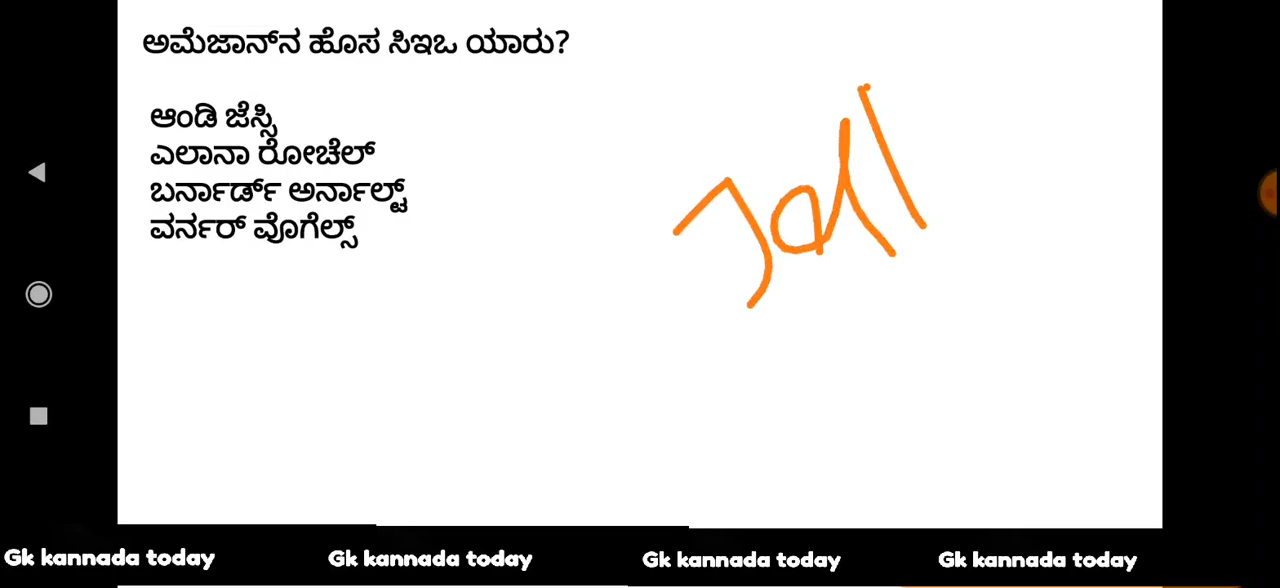 ಅಮೆಜಾನ್‌ನ ಹೊಸ ಸಿಇಒ ಯಾರು?
ಆಂಡಿ ಜೆಸ್ಸಿ
ಎಲಾನಾ ರೋಚೆಲ್
ಬರ್ನಾರ್ಡ್ ಅರ್ನಾಲ್ಟ್
ವರ್ನರ್ ವೊಗೆಲ್ಸ್
Gk kannada today Gk kannada today Gk kannada today Gk kannada today